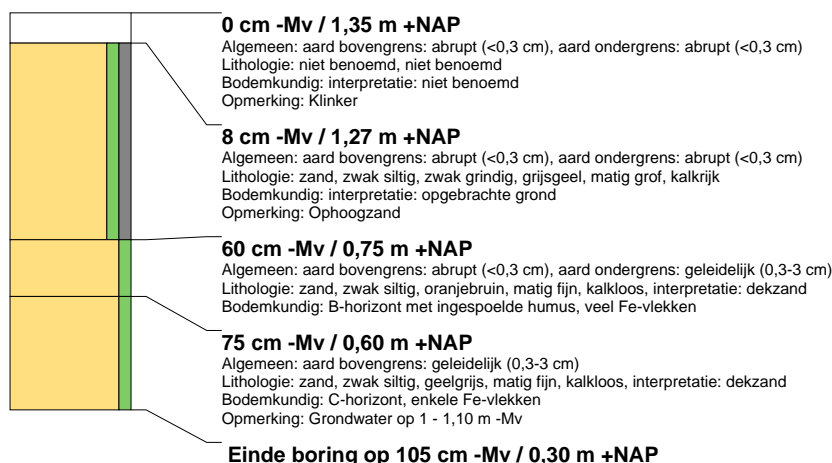 0 cm -Mv / 1,35 m +NAP
Algemeen: aard bovengrens: abrupt (<0,3 cm), aard ondergrens: abrupt (<0,3 cm)
Lithologie: niet benoemd, niet benoemd
Bodemkundig: interpretatie: niet benoemd
Opmerking: Klinker
8 cm -Mv / 1,27 m +NAP
Algemeen: aard bovengrens: abrupt (<0,3 cm), aard ondergrens: abrupt (<0,3 cm)
Lithologie: zand, zwak siltig, zwak grindig, grijsgeel, matig grof, kalkrijk
Bodemkundig: interpretatie: opgebrachte grond
Opmerking: Ophoogzand
60 cm -Mv / 0,75 m +NAP
Algemeen: aard bovengrens: abrupt (<0,3 cm), aard ondergrens: geleidelijk (0,3-3 cm)
Lithologie: zand, zwak siltig, oranjebruin, matig fijn, kalkloos, interpretatie: dekzand
Bodemkundig: B-horizont met ingespoelde humus, veel Fe-vlekken
75 cm -Mv / 0,60 m +NAP
Algemeen: aard bovengrens: geleidelijk (0,3-3 cm)
Lithologie: zand, zwak siltig, geelgrijs, matig fijn, kalkloos, interpretatie: dekzand
Bodemkundig: C-horizont, enkele Fe-vlekken
Opmerking: Grondwater op 1 - 1,10 m -Mv
Einde boring op 105 cm -Mv / 0,30 m +NAP